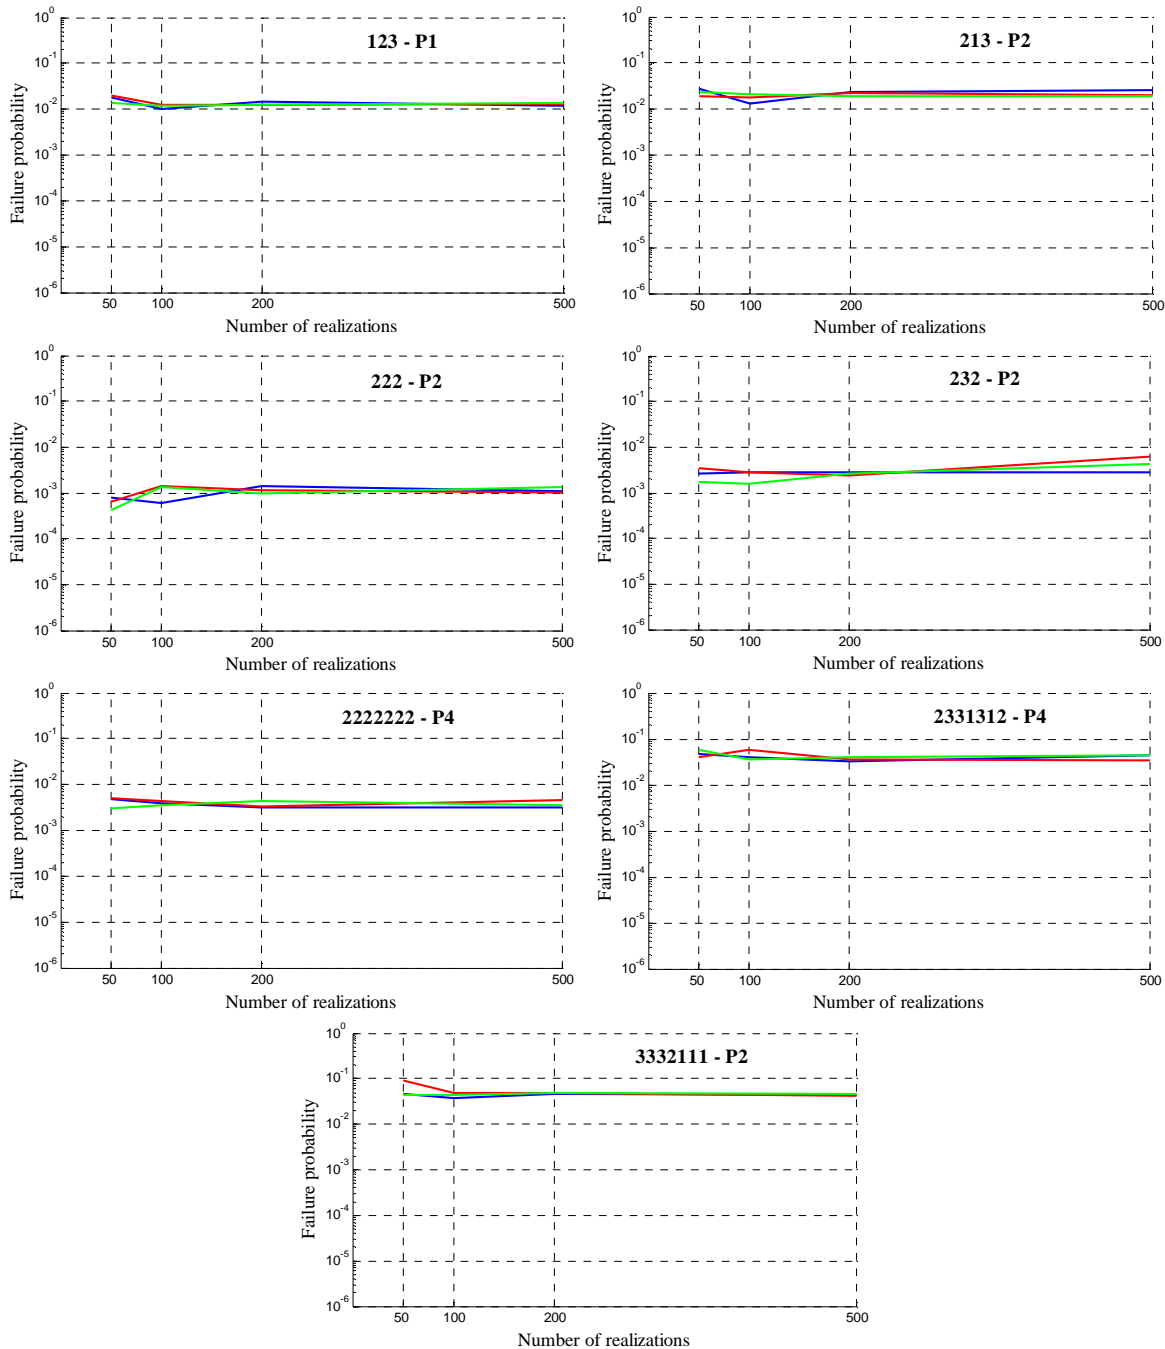 123 - P1
Failure probability
10^0
10^-1
10^-2
10^-3
10^-4
10^-5
10^-6
50 100 200 500
Number of realizations
213 - P2
Failure probability
10^0
10^-1
10^-2
10^-3
10^-4
10^-5
10^-6
50 100 200 500
Number of realizations
222 - P2
Failure probability
10^0
10^-1
10^-2
10^-3
10^-4
10^-5
10^-6
50 100 200 500
Number of realizations
232 - P2
Failure probability
10^0
10^-1
10^-2
10^-3
10^-4
10^-5
10^-6
50 100 200 500
Number of realizations
2222222 - P4
Failure probability
10^0
10^-1
10^-2
10^-3
10^-4
10^-5
10^-6
50 100 200 500
Number of realizations
2331312 - P4
Failure probability
10^0
10^-1
10^-2
10^-3
10^-4
10^-5
10^-6
50 100 200 500
Number of realizations
3332111 - P2
Failure probability
10^0
10^-1
10^-2
10^-3
10^-4
10^-5
10^-6
50 100 200 500
Number of realizations